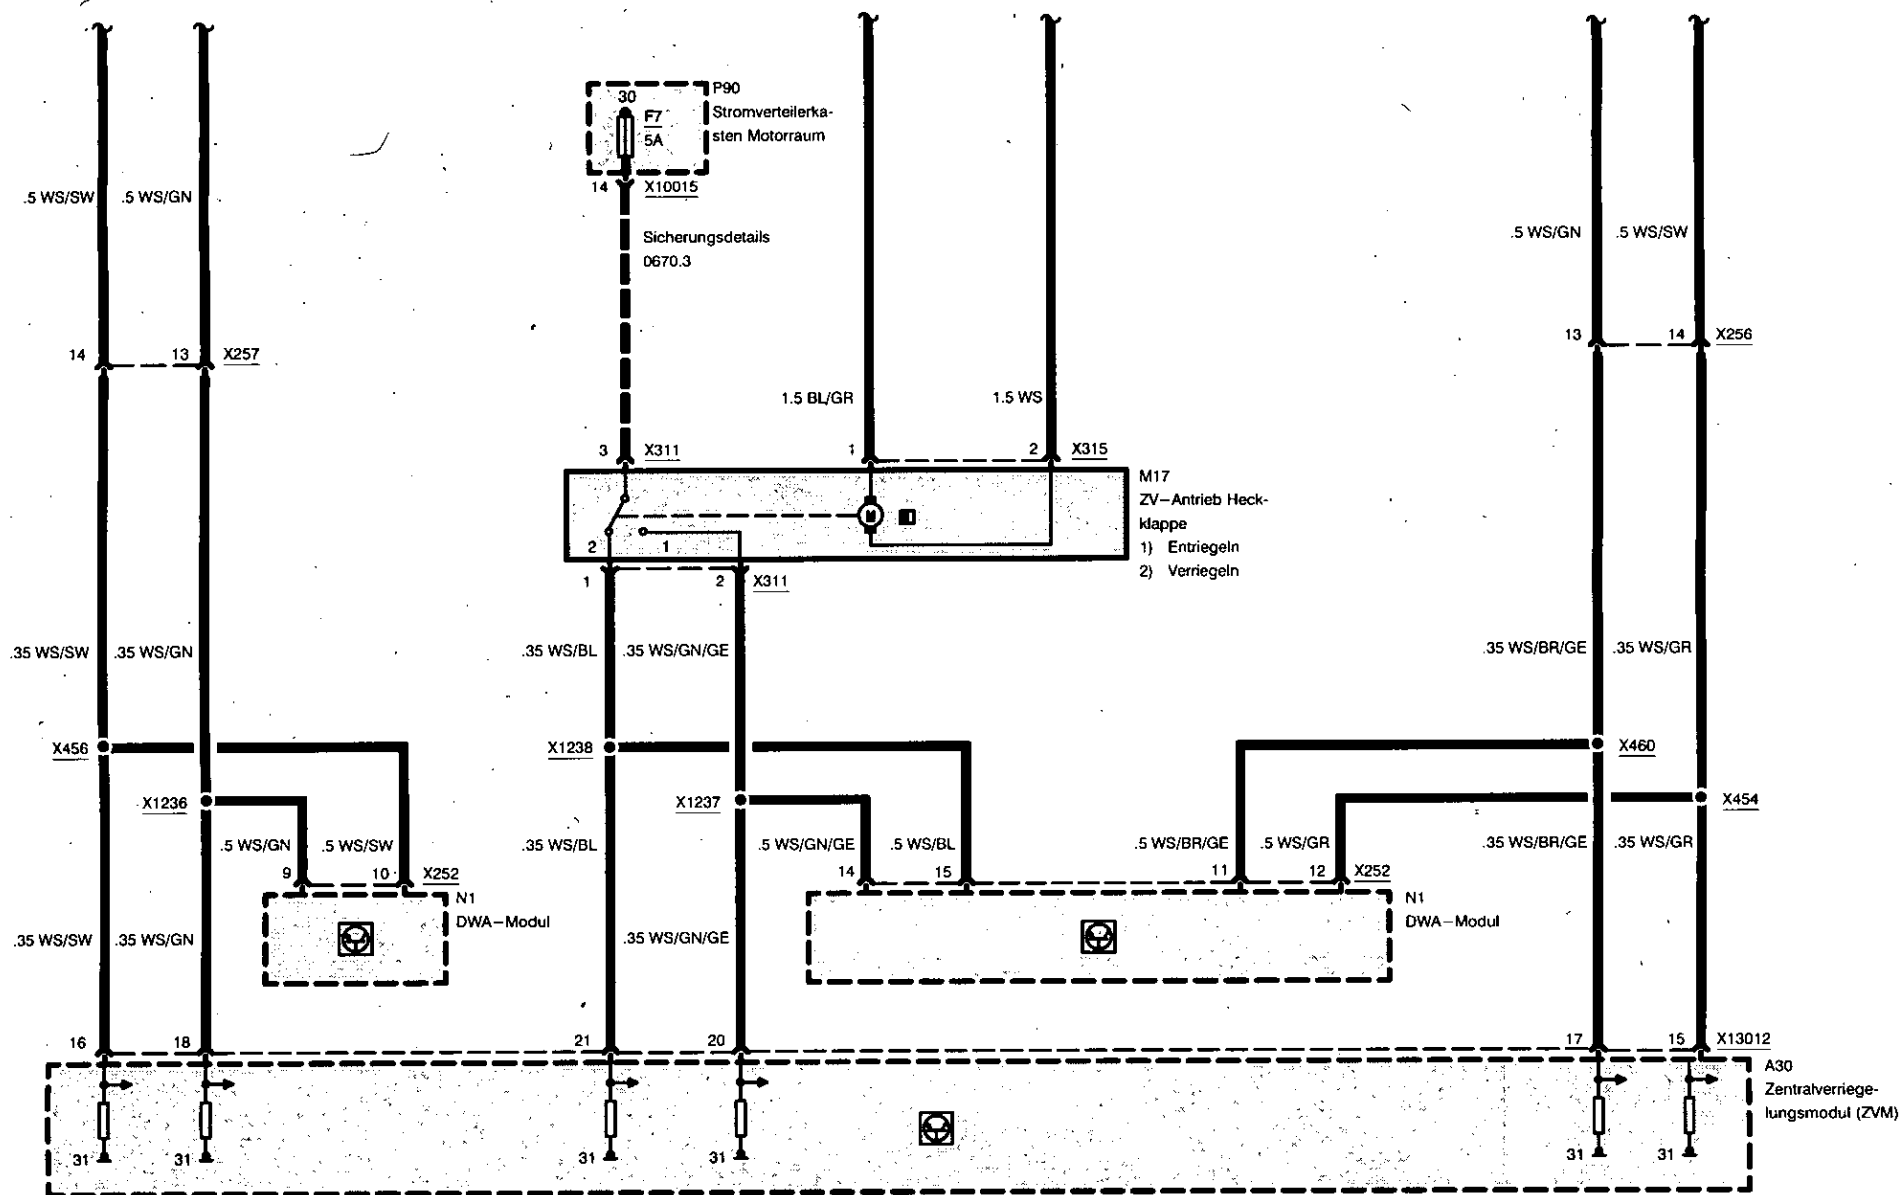 P90
30
Stromverteilerka-
F7
sten Motorraum
5A
14 X10015
.5 WS/SW .5 WS/GN
Sicherungsdetails
.5 WS/GN .5 WS/SW
0670.3
13 14 X256
14 13 X257
1.5 BL/GR 1.5 WS
3 X311 1 2 X315
M17
ZV-Antrieb Heck-
M
klappe
2 1
1) Entriegeln
2) Verriegeln
1 2 X311
.35 WS/SW .35 WS/GN .35 WS/BL .35 WS/GN/GE .35 WS/BR/GE .35 WS/GR
X456 X1238 X460
X1236 X1237 X454
.5 WS/GN .5 WS/SW .35 WS/BL .5 WS/GN/GE .5 WS/BL .5 WS/BR/GE .5 WS/GR .35 WS/BR/GE .35 WS/GR
9 10 X252 14 15 11 12 X252
N1 N1
DWA-Modul DWA-Modul
.35 WS/SW .35 WS/GN .35 WS/GN/GE
16 18 21 20 17 15 X13012
A30
Zentralverriege-
lungsmodul (ZVM)
31 31 31 31 31 31